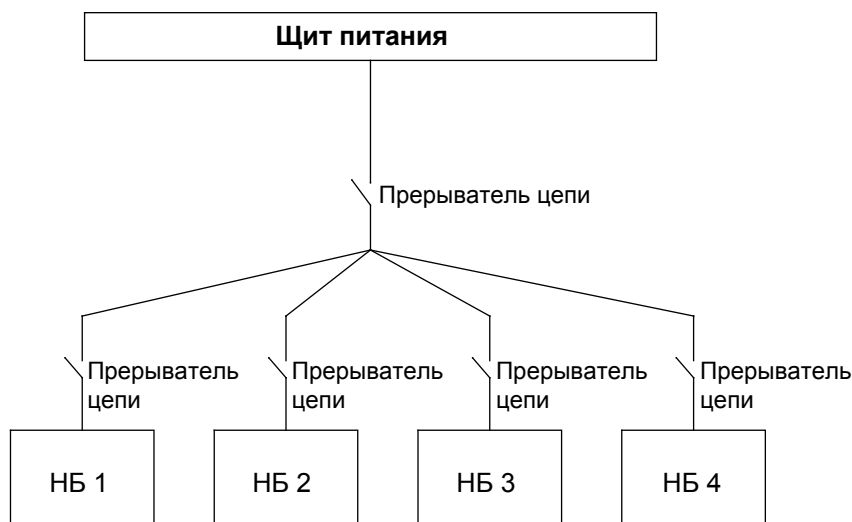 Щит питания
Прерыватель цепи
Прерыватель
цепи
Прерыватель
цепи
Прерыватель
цепи
Прерыватель
цепи
НБ 1
НБ 2
НБ 3
НБ 4